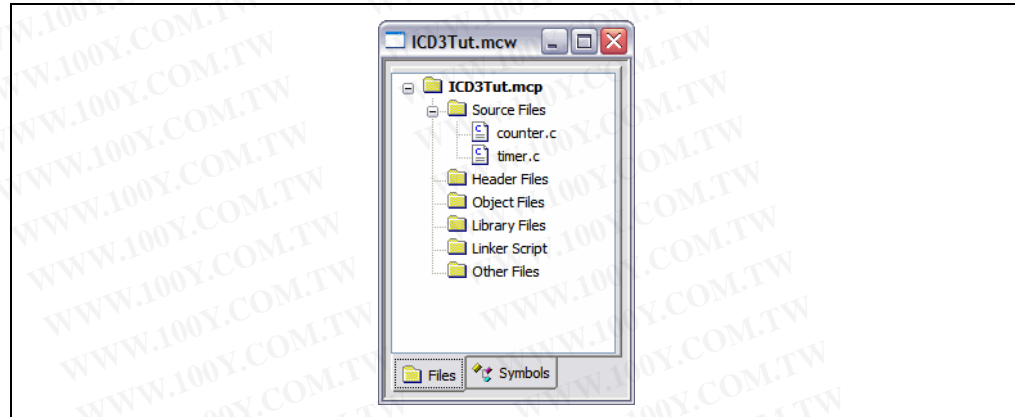 ICD3Tut.mcw
ICD3Tut.mcp
Source Files
counter.c
timer.c
Header Files
Object Files
Library Files
Linker Script
Other Files
Files
Symbols
WWW.100Y.COM.TW